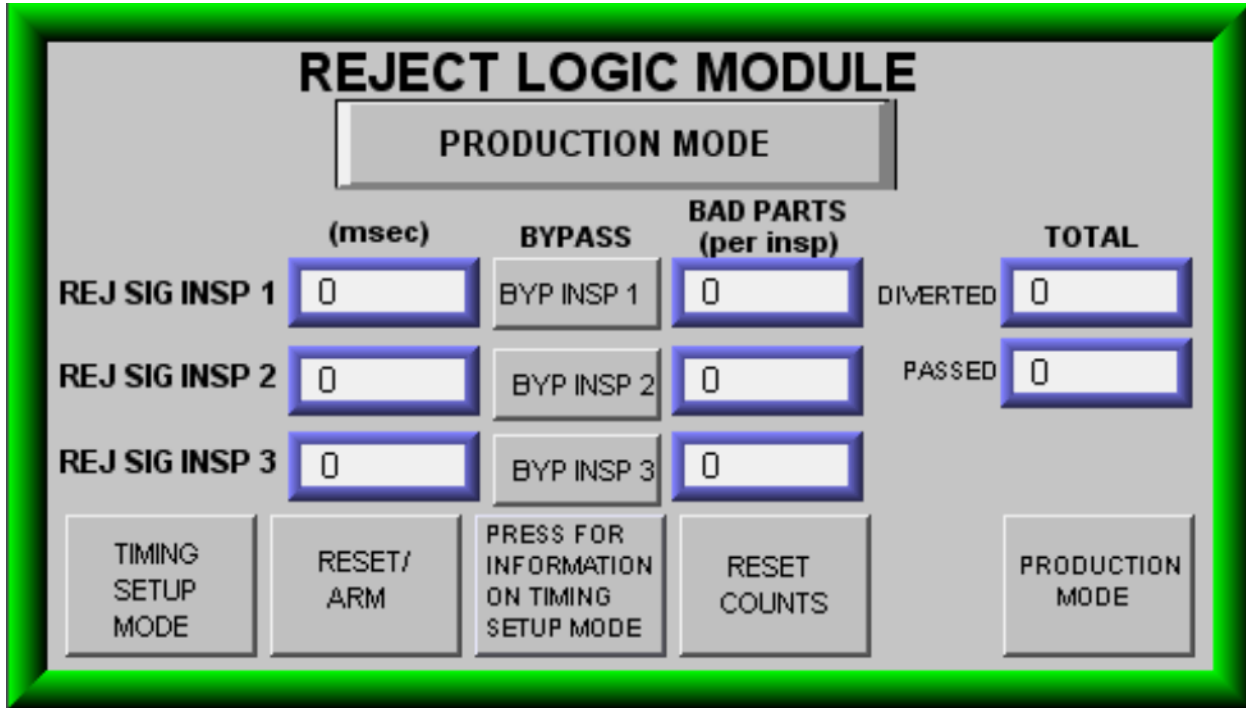 REJECT LOGIC MODULE
PRODUCTION MODE
(msec)
BYPASS
BAD PARTS
(per insp)
TOTAL
REJ SIG INSP 1
0
BYP INSP 1
0
DIVERTED
0
REJ SIG INSP 2
0
BYP INSP 2
0
PASSED
0
REJ SIG INSP 3
0
BYP INSP 3
0
TIMING
SETUP
MODE
RESET/
ARM
PRESS FOR
INFORMATION
ON TIMING
SETUP MODE
RESET
COUNTS
PRODUCTION
MODE